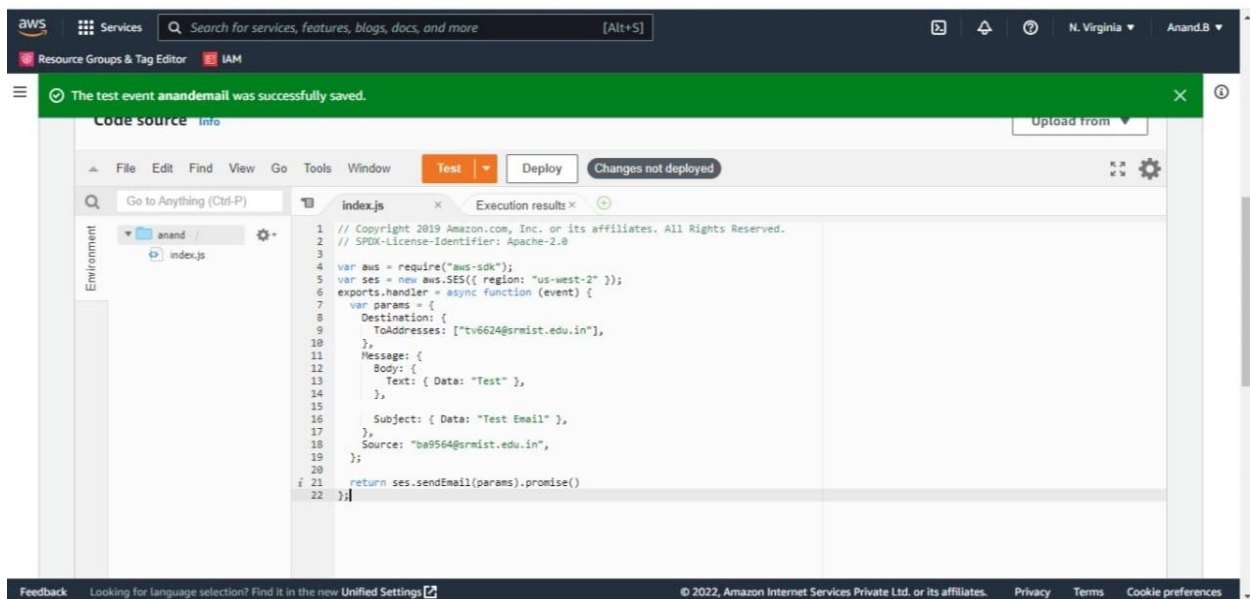 aws Services Search for services, features, blogs, docs, and more [Alt+S] N. Virginia ▼ Anand.B ▼
Resource Groups & Tag Editor IAM
The test event anandemail was successfully saved.
Code source Info Upload from ▼
File Edit Find View Go Tools Window Test Deploy Changes not deployed
Go to Anything (Ctrl-P) index.js × Execution results ×
Environment
anand /
index.js
1 // Copyright 2019 Amazon.com, Inc. or its affiliates. All Rights Reserved.
2 // SPDX-License-Identifier: Apache-2.0
3
4 var aws = require("aws-sdk");
5 var ses = new aws.SES({ region: "us-west-2" });
6 exports.handler = async function (event) {
7 var params = {
8 Destination: {
9 ToAddresses: ["tv6624@srmist.edu.in"],
10 },
11 Message: {
12 Body: {
13 Text: { Data: "Test" },
14 },
15
16 Subject: { Data: "Test Email" },
17 },
18 Source: "ba9564@srmist.edu.in",
19 };
20
i 21 return ses.sendEmail(params).promise()
22 };
Feedback Looking for language selection? Find it in the new Unified Settings © 2022, Amazon Internet Services Private Ltd. or its affiliates. Privacy Terms Cookie preferences